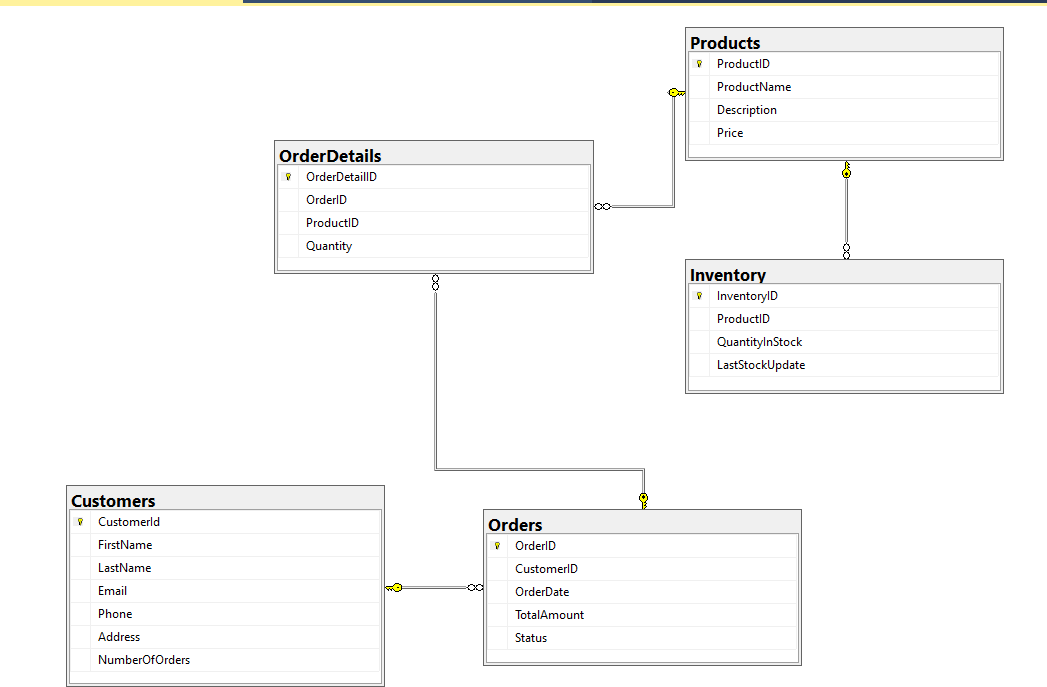 Products
ProductID
ProductName
Description
Price
OrderDetails
OrderDetailID
OrderID
ProductID
Quantity
Inventory
InventoryID
ProductID
QuantityInStock
LastStockUpdate
Customers
CustomerId
FirstName
LastName
Email
Phone
Address
NumberOfOrders
Orders
OrderID
CustomerID
OrderDate
TotalAmount
Status